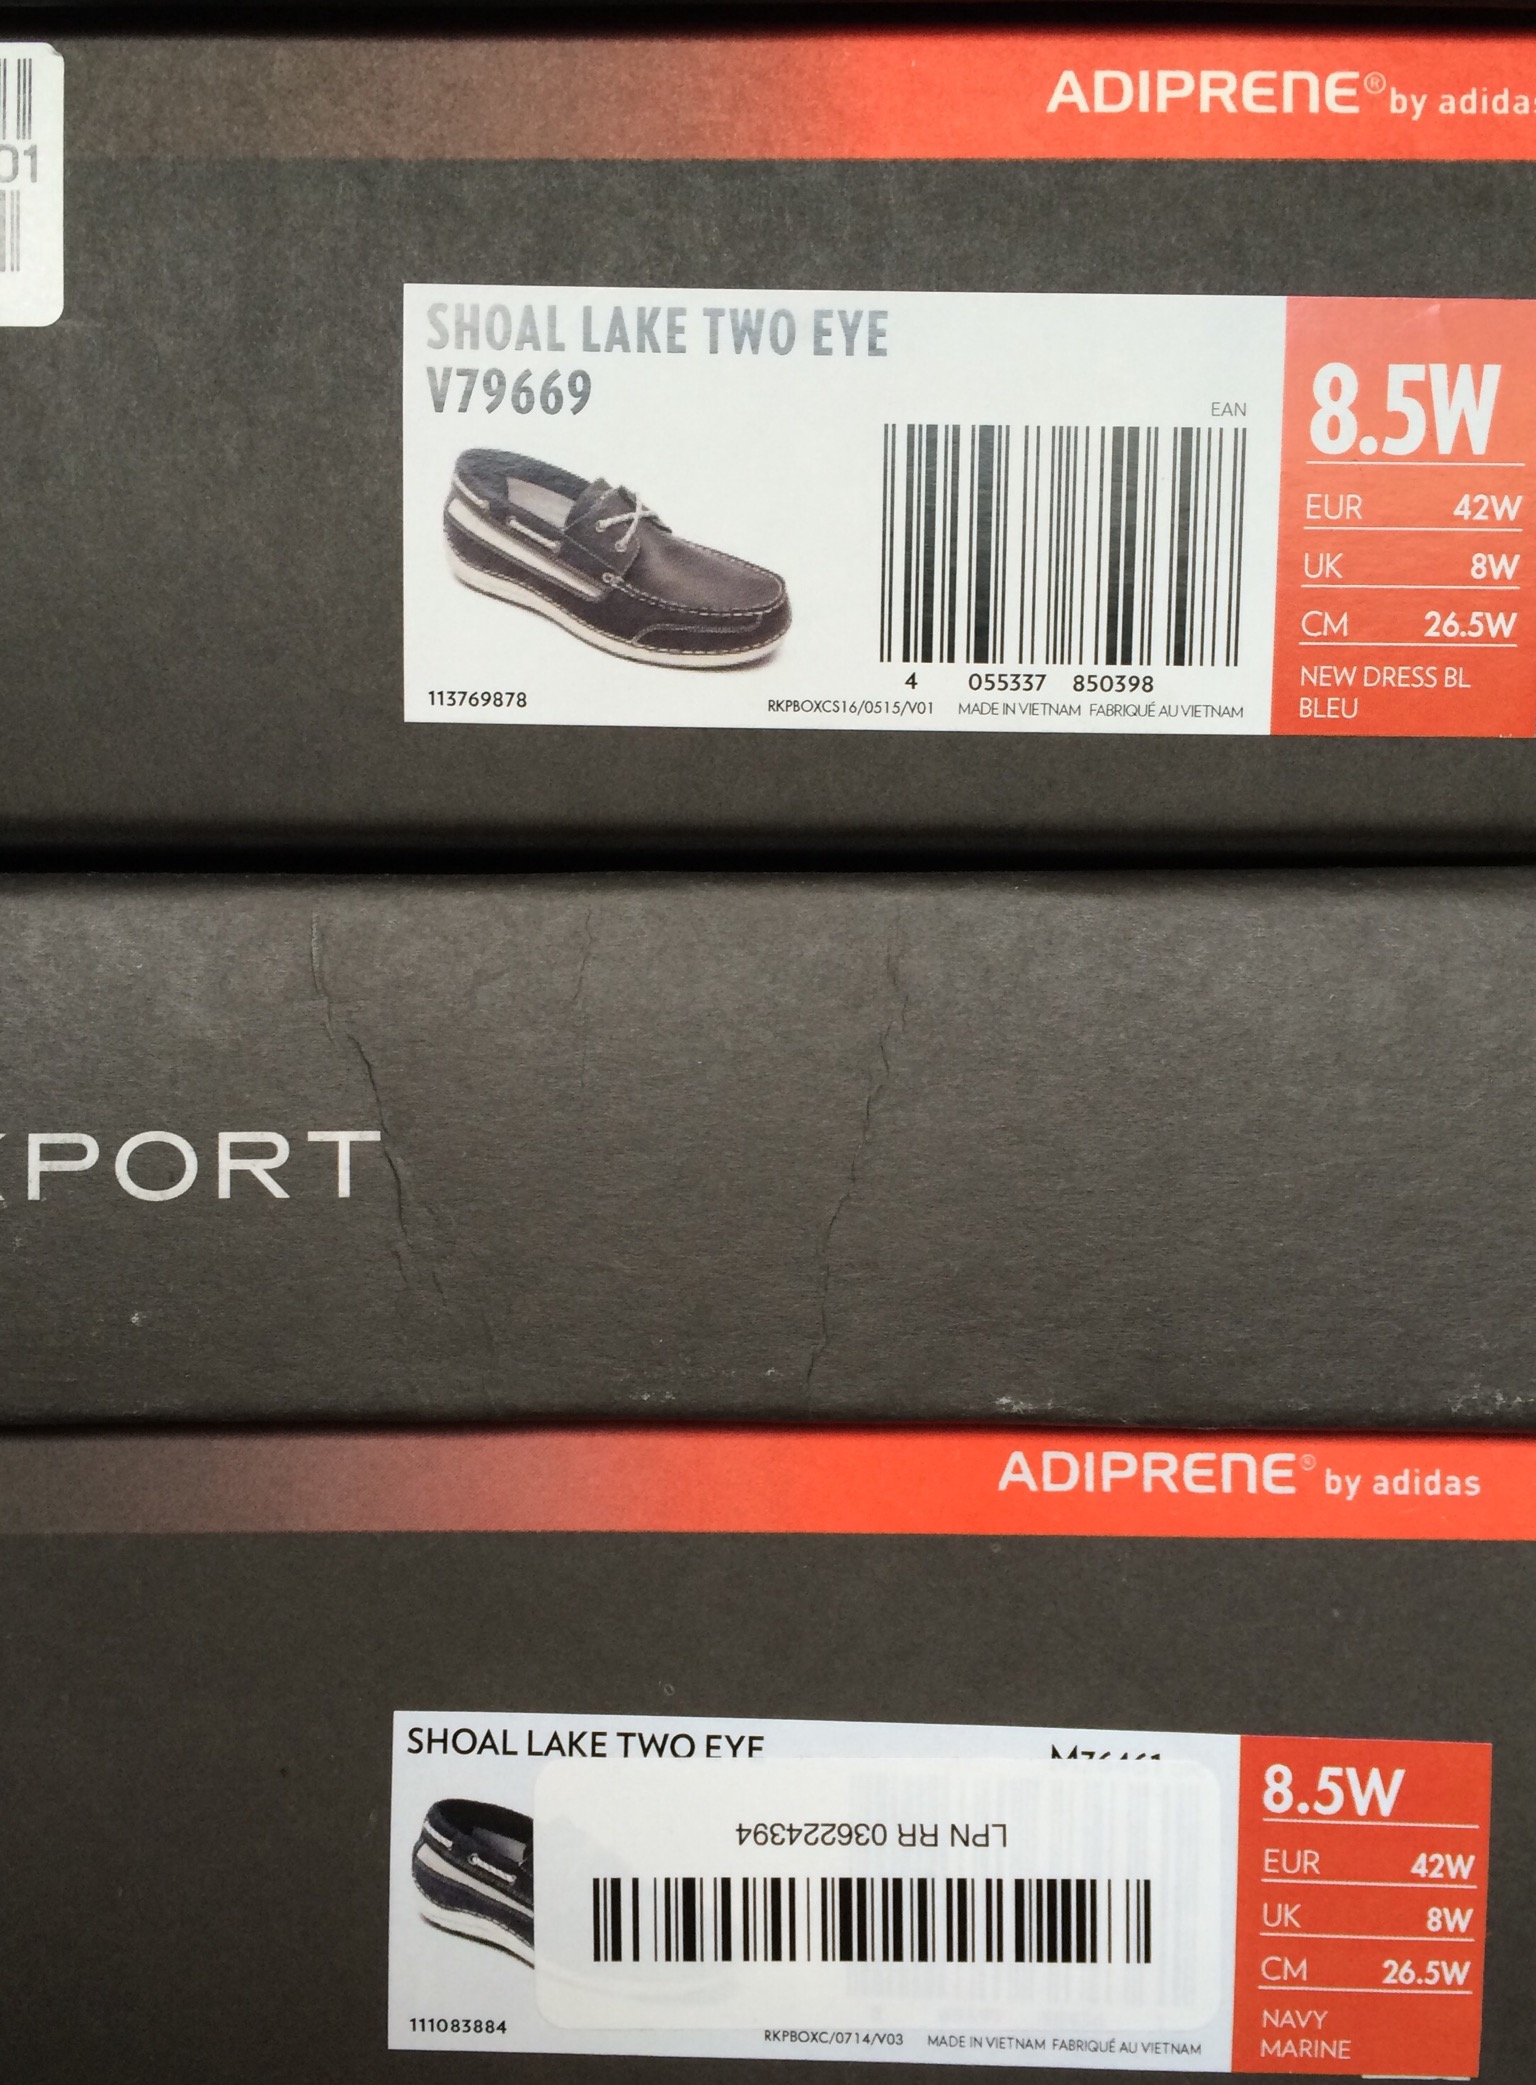 ADIPRENE® by adidas
01
SHOAL LAKE TWO EYE
V79669
EAN
8.5W
EUR 42W
UK 8W
CM 26.5W
NEW DRESS BL
BLEU
4 055337 850398
113769878
RKPBOXCS16/0515/V01 MADE IN VIETNAM FABRIQUÉ AU VIETNAM
PORT
ADIPRENE® by adidas
SHOAL LAKE TWO EYE
8.5W
EUR 42W
UK 8W
CM 26.5W
NAVY
MARINE
LPN RR 036224394
111083884
RKPBOXC/0714/V03 MADE IN VIETNAM FABRIQUÉ AU VIETNAM